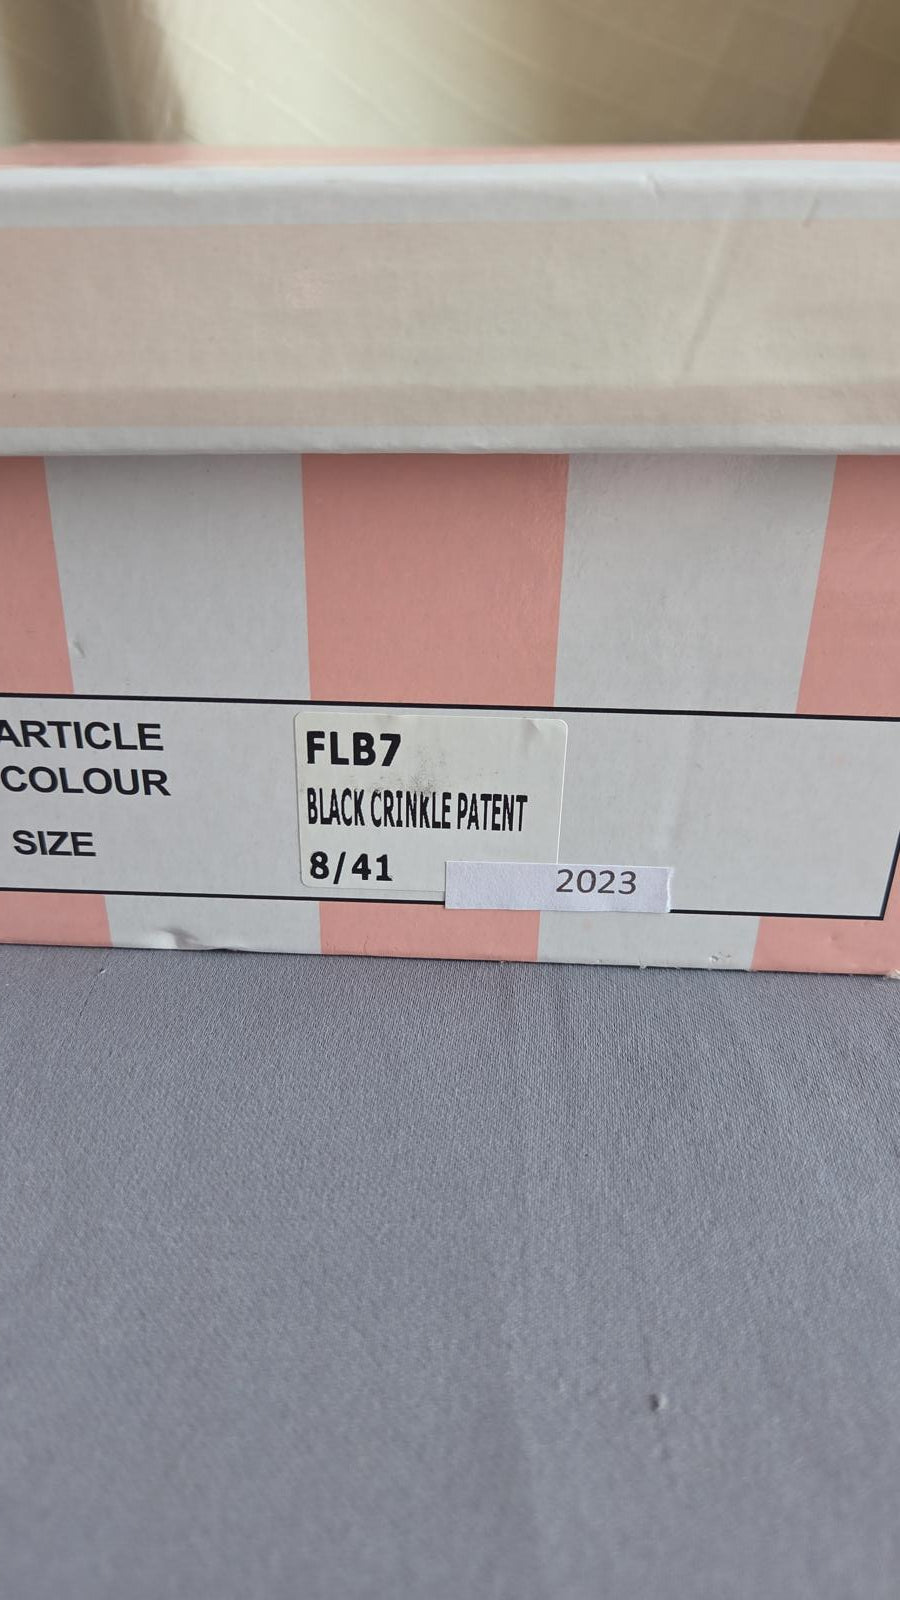 ARTICLE
COLOUR
SIZE
FLB7
BLACK CRINKLE PATENT
8/41
2023